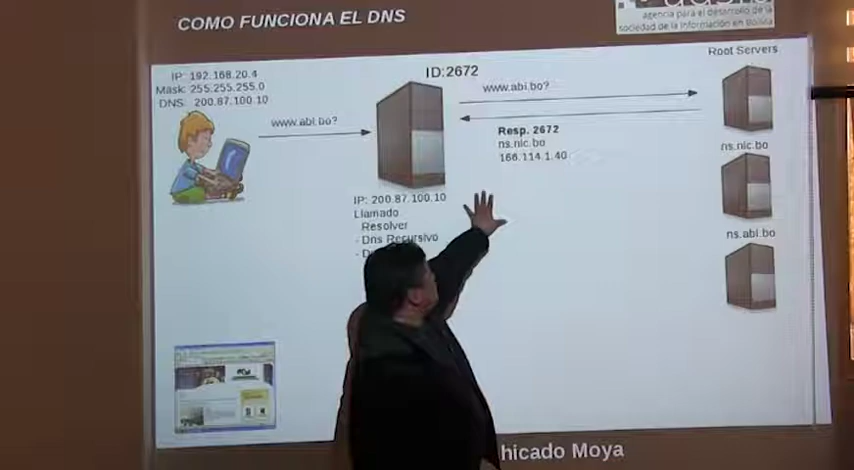 COMO FUNCIONA EL DNS
agencia para el desarrollo de la
sociedad de la información en Bolivia
IP: 192.168.20.4
Mask: 255.255.255.0
DNS: 200.87.100.10
www.abi.bo?
ID:2672
www.abi.bo?
Resp. 2672
ns.nic.bo
166.114.1.40
Root Servers
ns.nic.bo
ns.abi.bo
IP: 200.87.100.10
Llamado
Resolver
- Dns Recursivo
hicado Moya